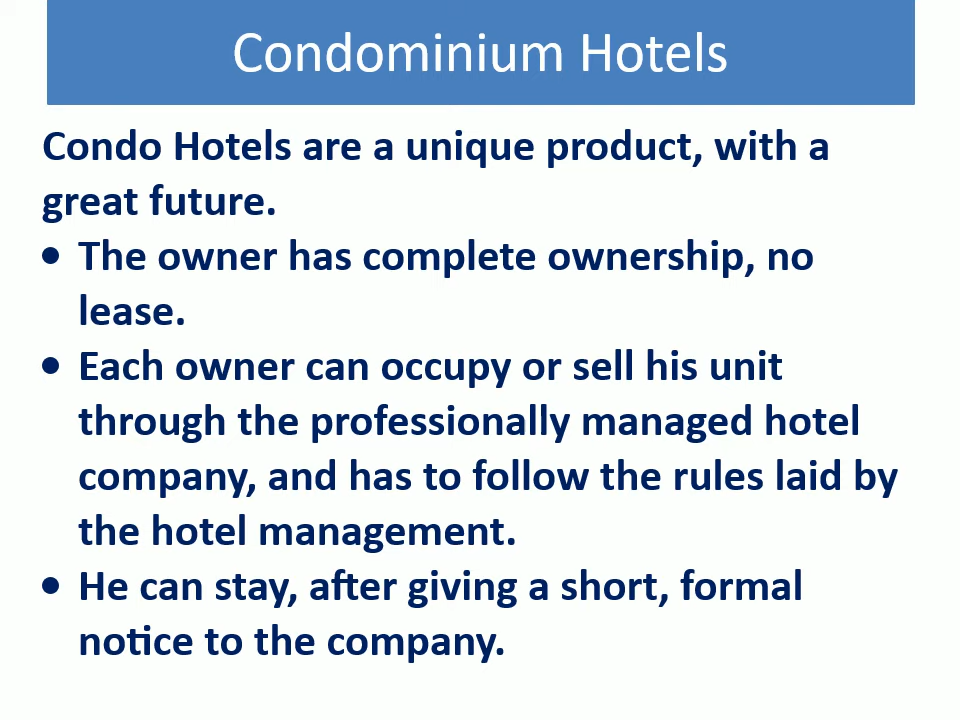 Condominium Hotels
Condo Hotels are a unique product, with a
great future.
• The owner has complete ownership, no
lease.
• Each owner can occupy or sell his unit
through the professionally managed hotel
company, and has to follow the rules laid by
the hotel management.
• He can stay, after giving a short, formal
notice to the company.